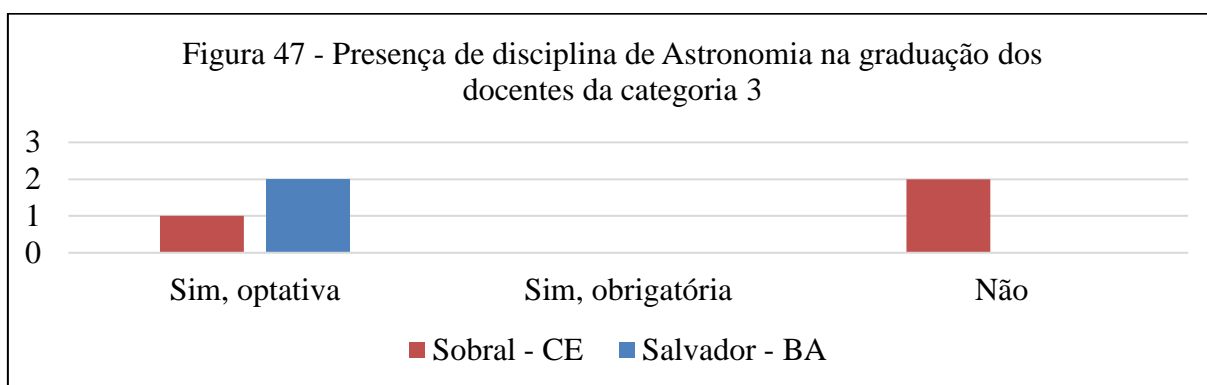 Figura 47 - Presença de disciplina de Astronomia na graduação dos
docentes da categoria 3
3
2
1
0
Sim, optativa
Sim, obrigatória
Não
Sobral - CE
Salvador - BA